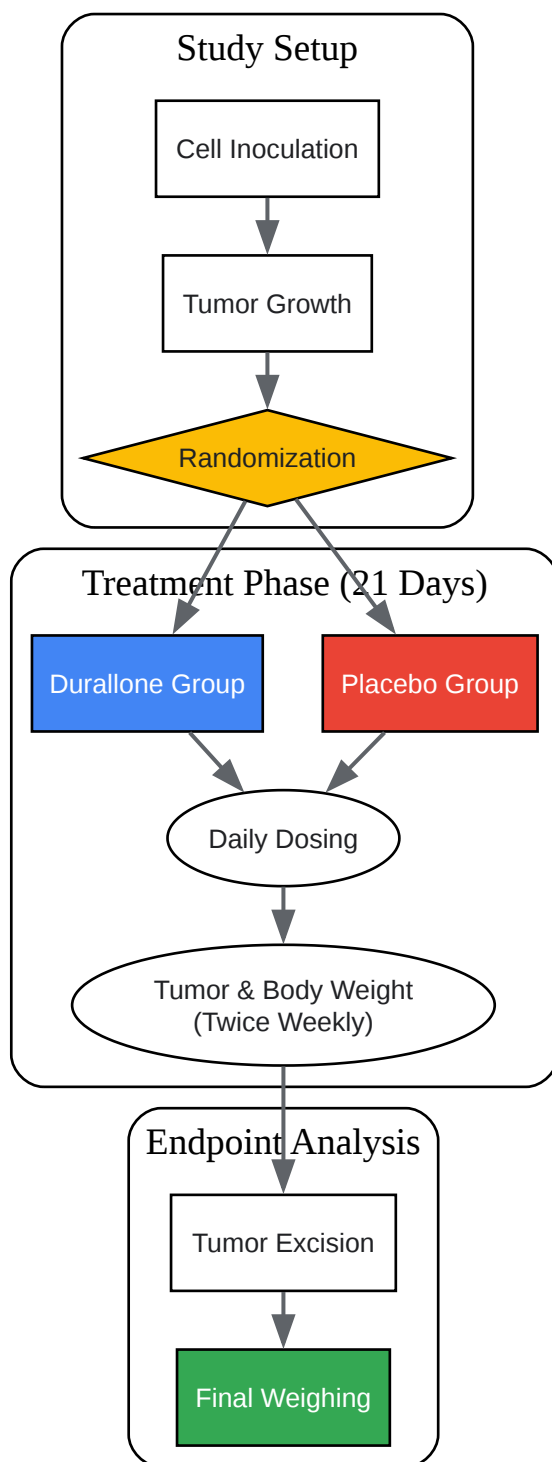 Study Setup
Cell Inoculation
Tumor Growth
Randomization
Treatment Phase (21 Days)
Durallone Group
Placebo Group
Daily Dosing
Tumor & Body Weight
(Twice Weekly)
Endpoint Analysis
Tumor Excision
Final Weighing